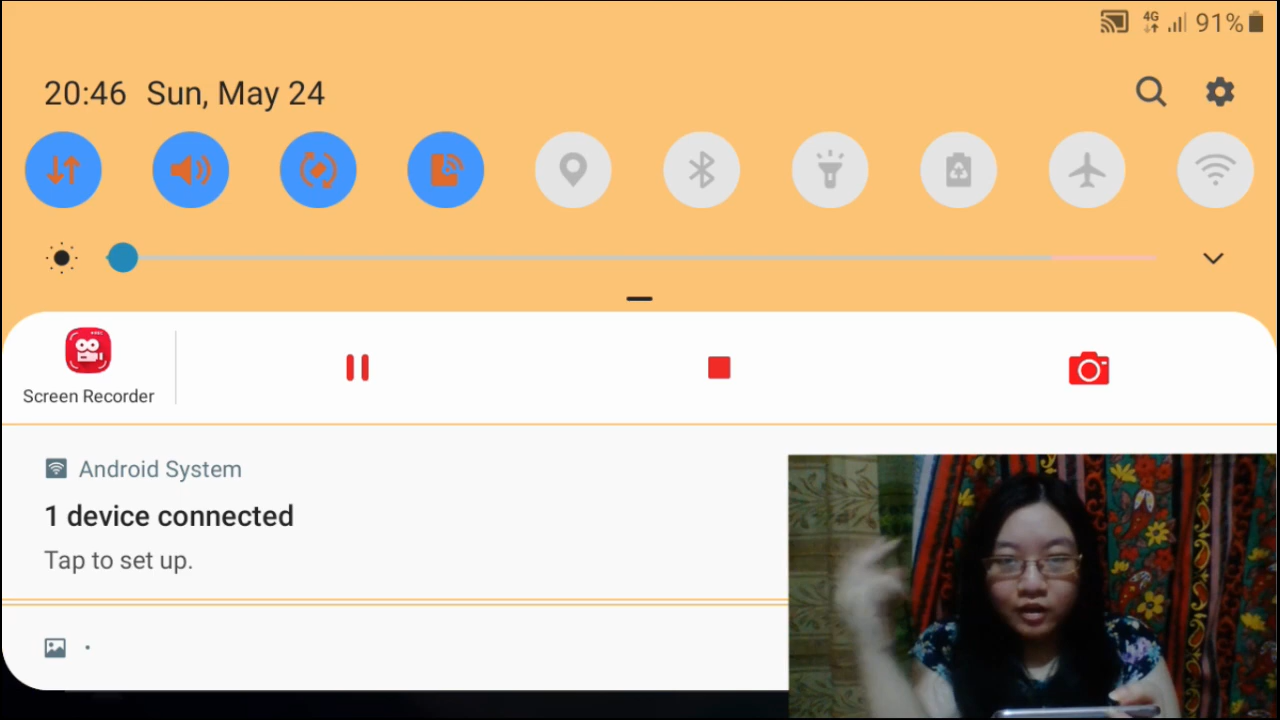 4G 91%
20:46 Sun, May 24
Screen Recorder
Android System
1 device connected
Tap to set up.